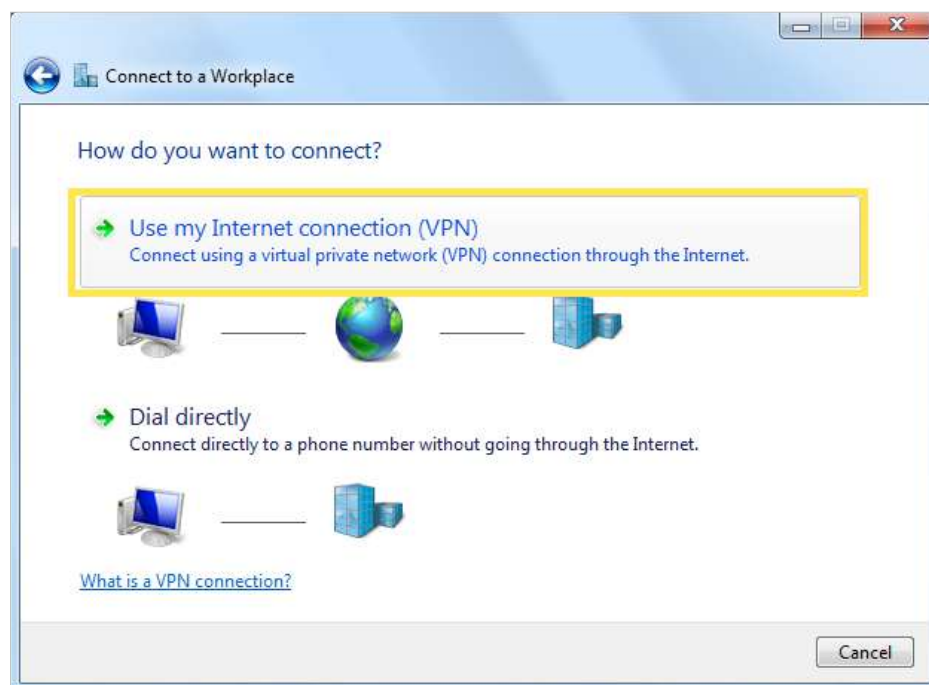 Connect to a Workplace
How do you want to connect?
Use my Internet connection (VPN)
Connect using a virtual private network (VPN) connection through the Internet.
Dial directly
Connect directly to a phone number without going through the Internet.
What is a VPN connection?
Cancel